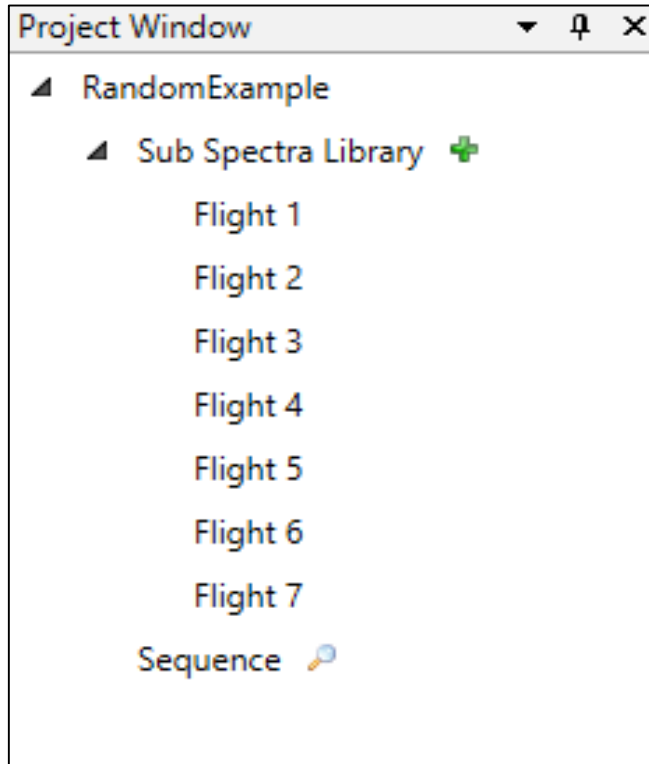 Project Window
RandomExample
Sub Spectra Library
Flight 1
Flight 2
Flight 3
Flight 4
Flight 5
Flight 6
Flight 7
Sequence